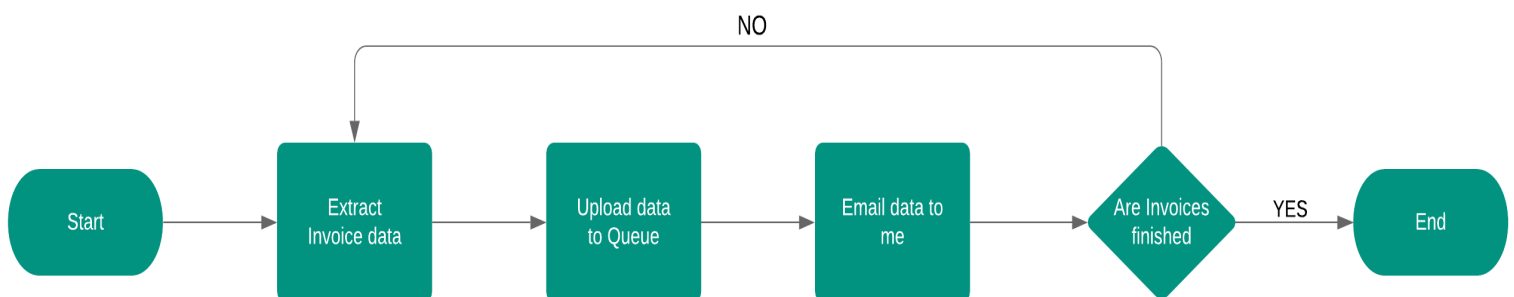 NO
Start
Extract
Invoice data
Upload data
to Queue
Email data to
me
Are Invoices
finished
YES
End